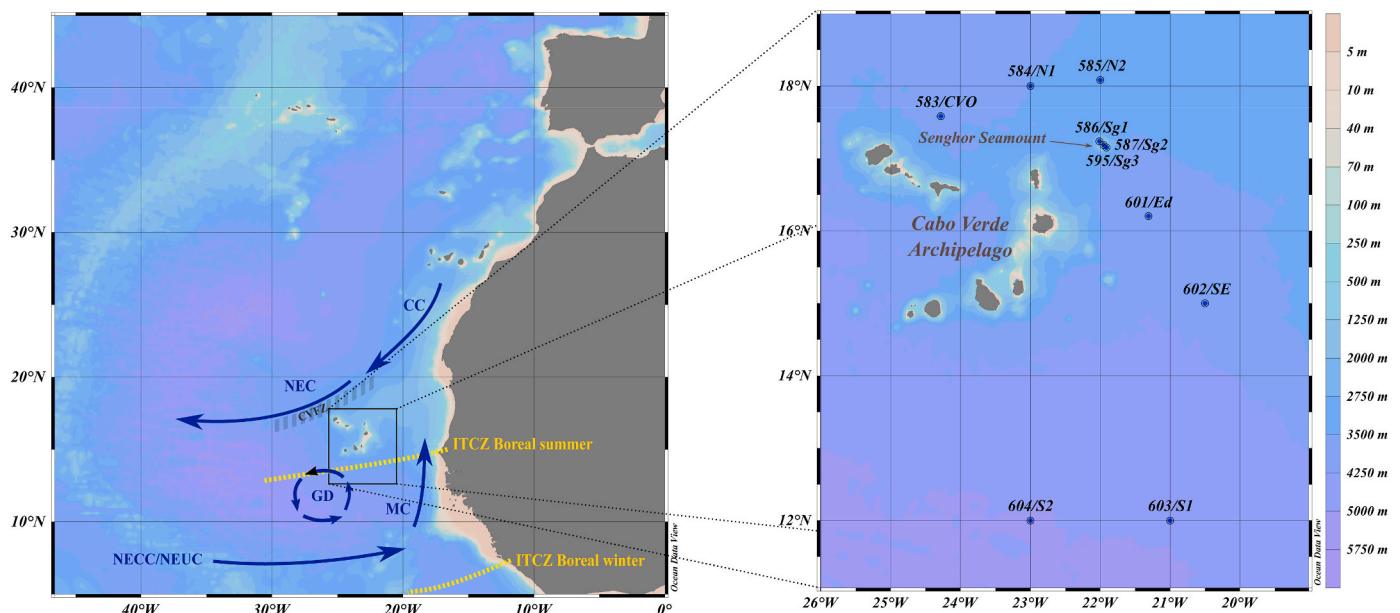 40°N
30°N
20°N
10°N
40°W
30°W
20°W
10°W
0°
CC
NEC
CVFZ
ITCZ Boreal summer
GD
MC
NECC/NEUC
ITCZ Boreal winter
Ocean Data View
18°N
16°N
14°N
12°N
26°W
25°W
24°W
23°W
22°W
21°W
20°W
583/CVO
584/N1
585/N2
586/Sg1
Senghor Seamount
587/Sg2
595/Sg3
601/Ed
Cabo Verde
Archipelago
602/SE
604/S2
603/S1
Ocean Data View
5 m
10 m
40 m
70 m
100 m
250 m
500 m
1250 m
2000 m
2750 m
3500 m
4250 m
5000 m
5750 m